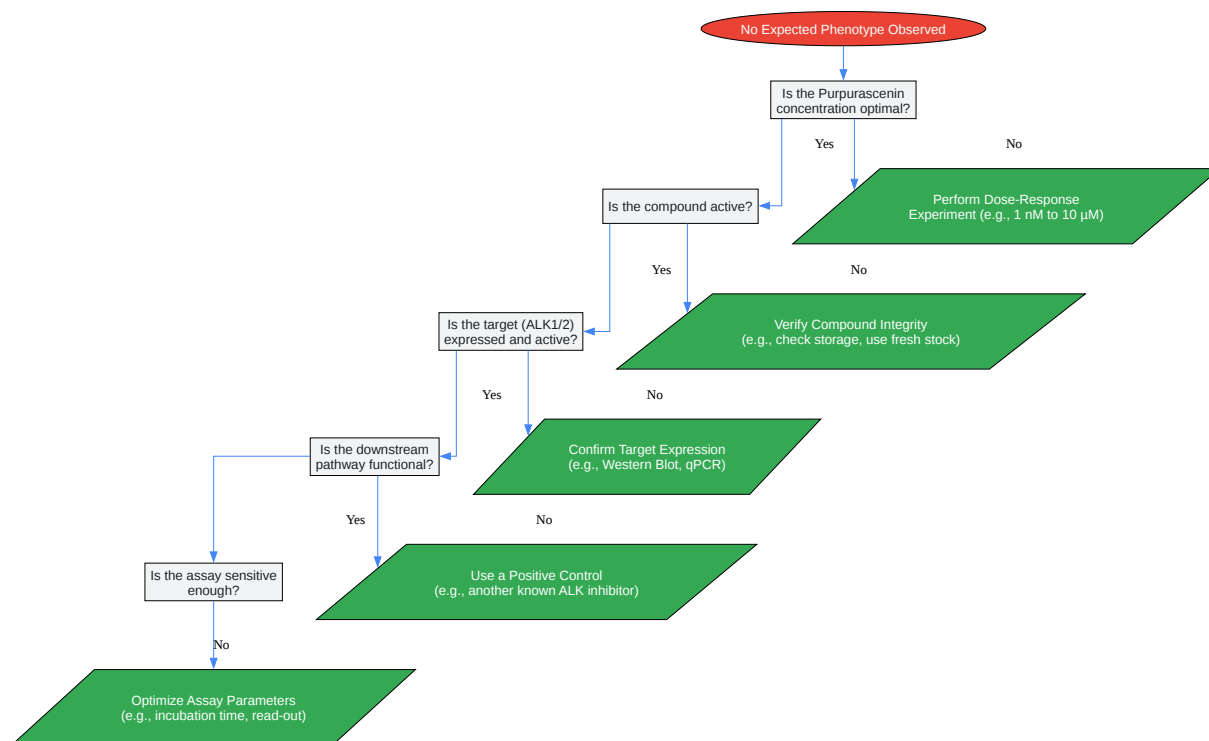 No Expected Phenotype Observed
Is the Purpurascenin
concentration optimal?
Yes
No
Perform Dose-Response
Experiment (e.g., 1 nM to 10 µM)
Is the compound active?
Yes
No
Verify Compound Integrity
(e.g., check storage, use fresh stock)
Is the target (ALK1/2)
expressed and active?
Yes
No
Confirm Target Expression
(e.g., Western Blot, qPCR)
Is the downstream
pathway functional?
Yes
No
Use a Positive Control
(e.g., another known ALK inhibitor)
Is the assay sensitive
enough?
No
Optimize Assay Parameters
(e.g., incubation time, read-out)